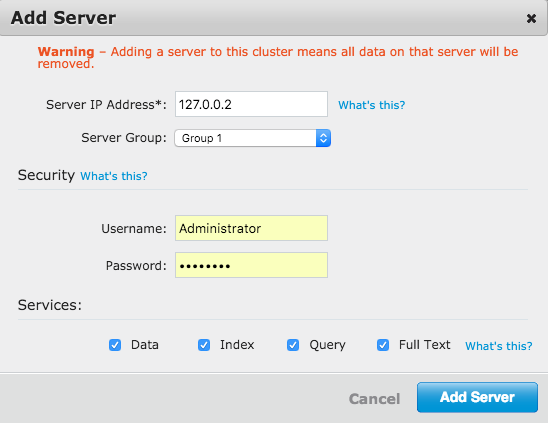 Add Server ×
Warning – Adding a server to this cluster means all data on that server will be
removed.
Server IP Address*: 127.0.0.2 What's this?
Server Group: Group 1
Security What's this?
Username: Administrator
Password: ••••••••
Services:
Data Index Query Full Text What's this?
Cancel Add Server